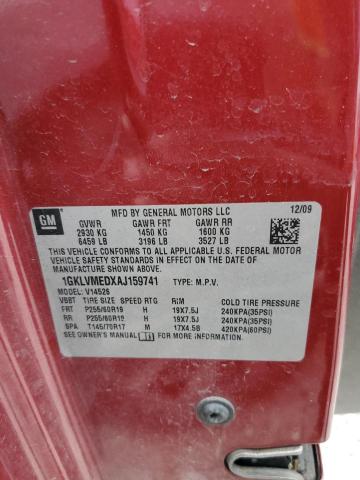 MFD BY GENERAL MOTORS LLC 12/09
GM
GVWR GAWR FRT GAWR RR
2930 KG 1450 KG 1600 KG
6459 LB 3196 LB 3527 LB
THIS VEHICLE CONFORMS TO ALL APPLICABLE U.S. FEDERAL MOTOR
VEHICLE SAFETY AND THEFT PREVENTION STANDARDS IN
EFFECT ON THE DATE OF MANUFACTURE SHOWN ABOVE.
1GKLVMEDXAJ159741 TYPE: M.P.V.
MODEL: V14526
VBBT TIRE SIZE SPEED RTG RIM COLD TIRE PRESSURE
FRT P255/60R19 H 19X7.5J 240KPA(35PSI)
RR P255/60R19 H 19X7.5J 240KPA(35PSI)
SPA T145/70R17 M 17X4.5B 420KPA(60PSI)
SEE OWNER'S MANUAL FOR ADDITIONAL INFORMATION